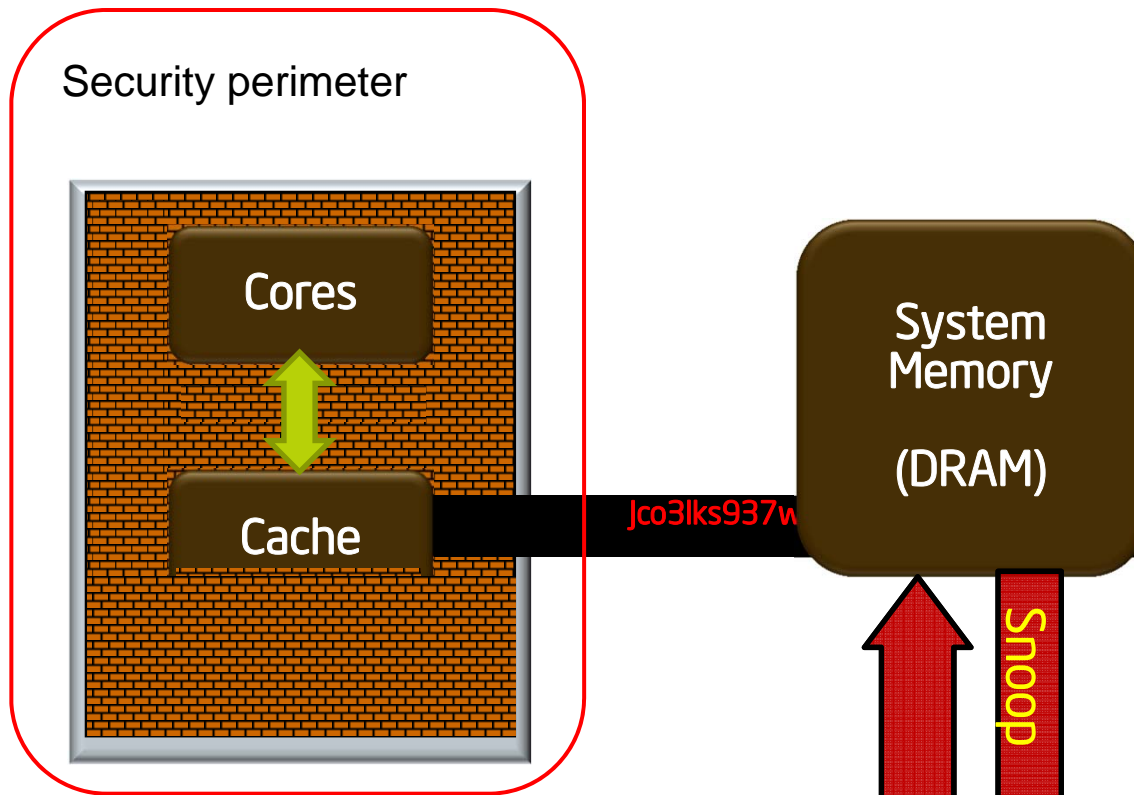 Security perimeter
Cores
System
Memory
(DRAM)
Jco3lks937w
Cache
Snoop